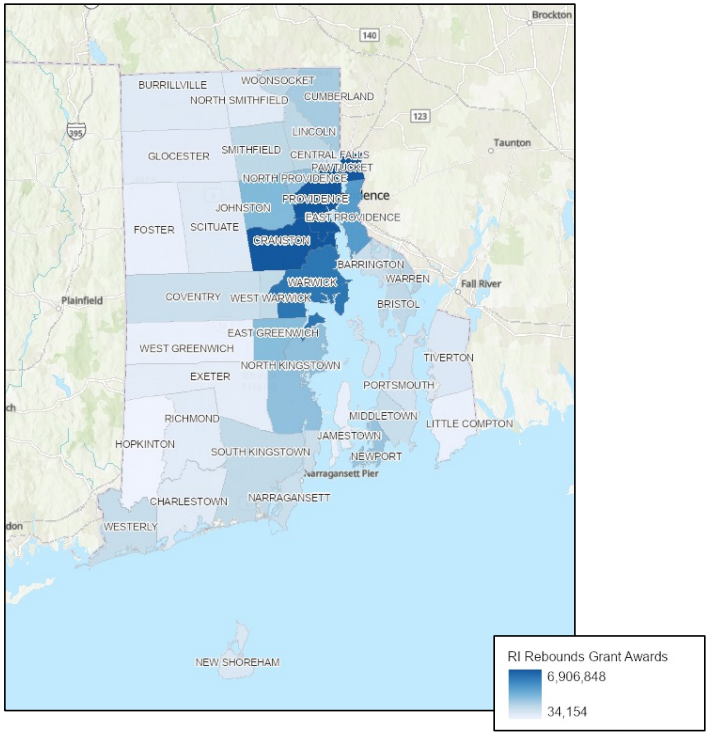 Brockton
140
BURRILLVILLE
WOONSOCKET
NORTH SMITHFIELD
CUMBERLAND
123
395
LINCOLN
Taunton
GLOCESTER
SMITHFIELD
CENTRAL FALLS
PAWTUCKET
NORTH PROVIDENCE
PROVIDENCE
lence
JOHNSTON
EAST PROVIDENCE
FOSTER
SCITUATE
CRANSTON
BARRINGTON
WARREN
WARWICK
Fall River
Plainfield
COVENTRY
WEST WARWICK
BRISTOL
EAST GREENWICH
WEST GREENWICH
TIVERTON
NORTH KINGSTOWN
EXETER
PORTSMOUTH
ch
RICHMOND
MIDDLETOWN
LITTLE COMPTON
HOPKINTON
JAMESTOWN
SOUTH KINGSTOWN
NEWPORT
Narragansett Pier
CHARLESTOWN
NARRAGANSETT
don
WESTERLY
NEW SHOREHAM
RI Rebounds Grant Awards
6,906,848
34,154